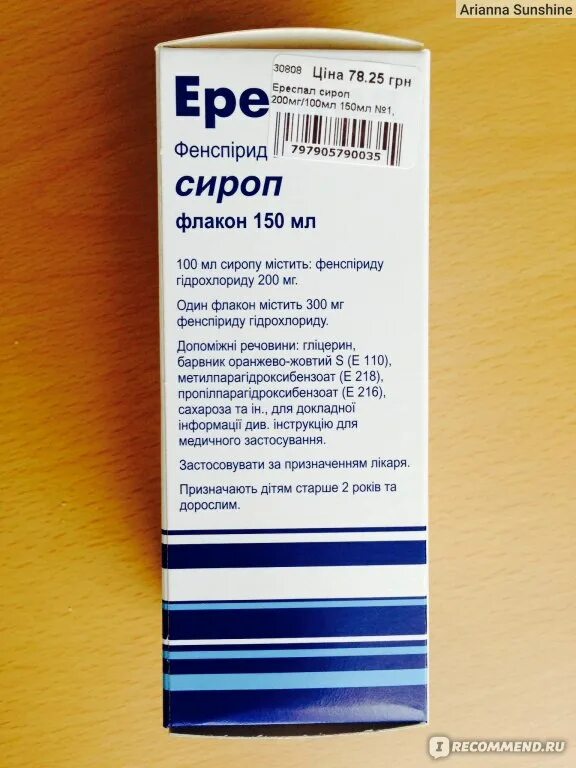 Arianna Sunshine
30808 Ціна 78.25 грн
Ереспал сироп
200мг/100мл 150мл №1,
797905790035
Ере
Фенспірид
сироп
флакон 150 мл
100 мл сиропу містить: фенспіриду
гідрохлориду 200 мг.
Один флакон містить 300 мг
фенспіриду гідрохлориду.
Допоміжні речовини: гліцерин,
барвник оранжево-жовтий S (Е 110),
метилпарагідроксибензоат (Е 218),
пропілпарагідроксибензоат (Е 216),
сахароза та ін., для докладної
інформації див. інструкцію для
медичного застосування.
Застосовувати за призначенням лікаря.
Призначають дітям старше 2 років та
дорослим.
I RECOMMEND.RU